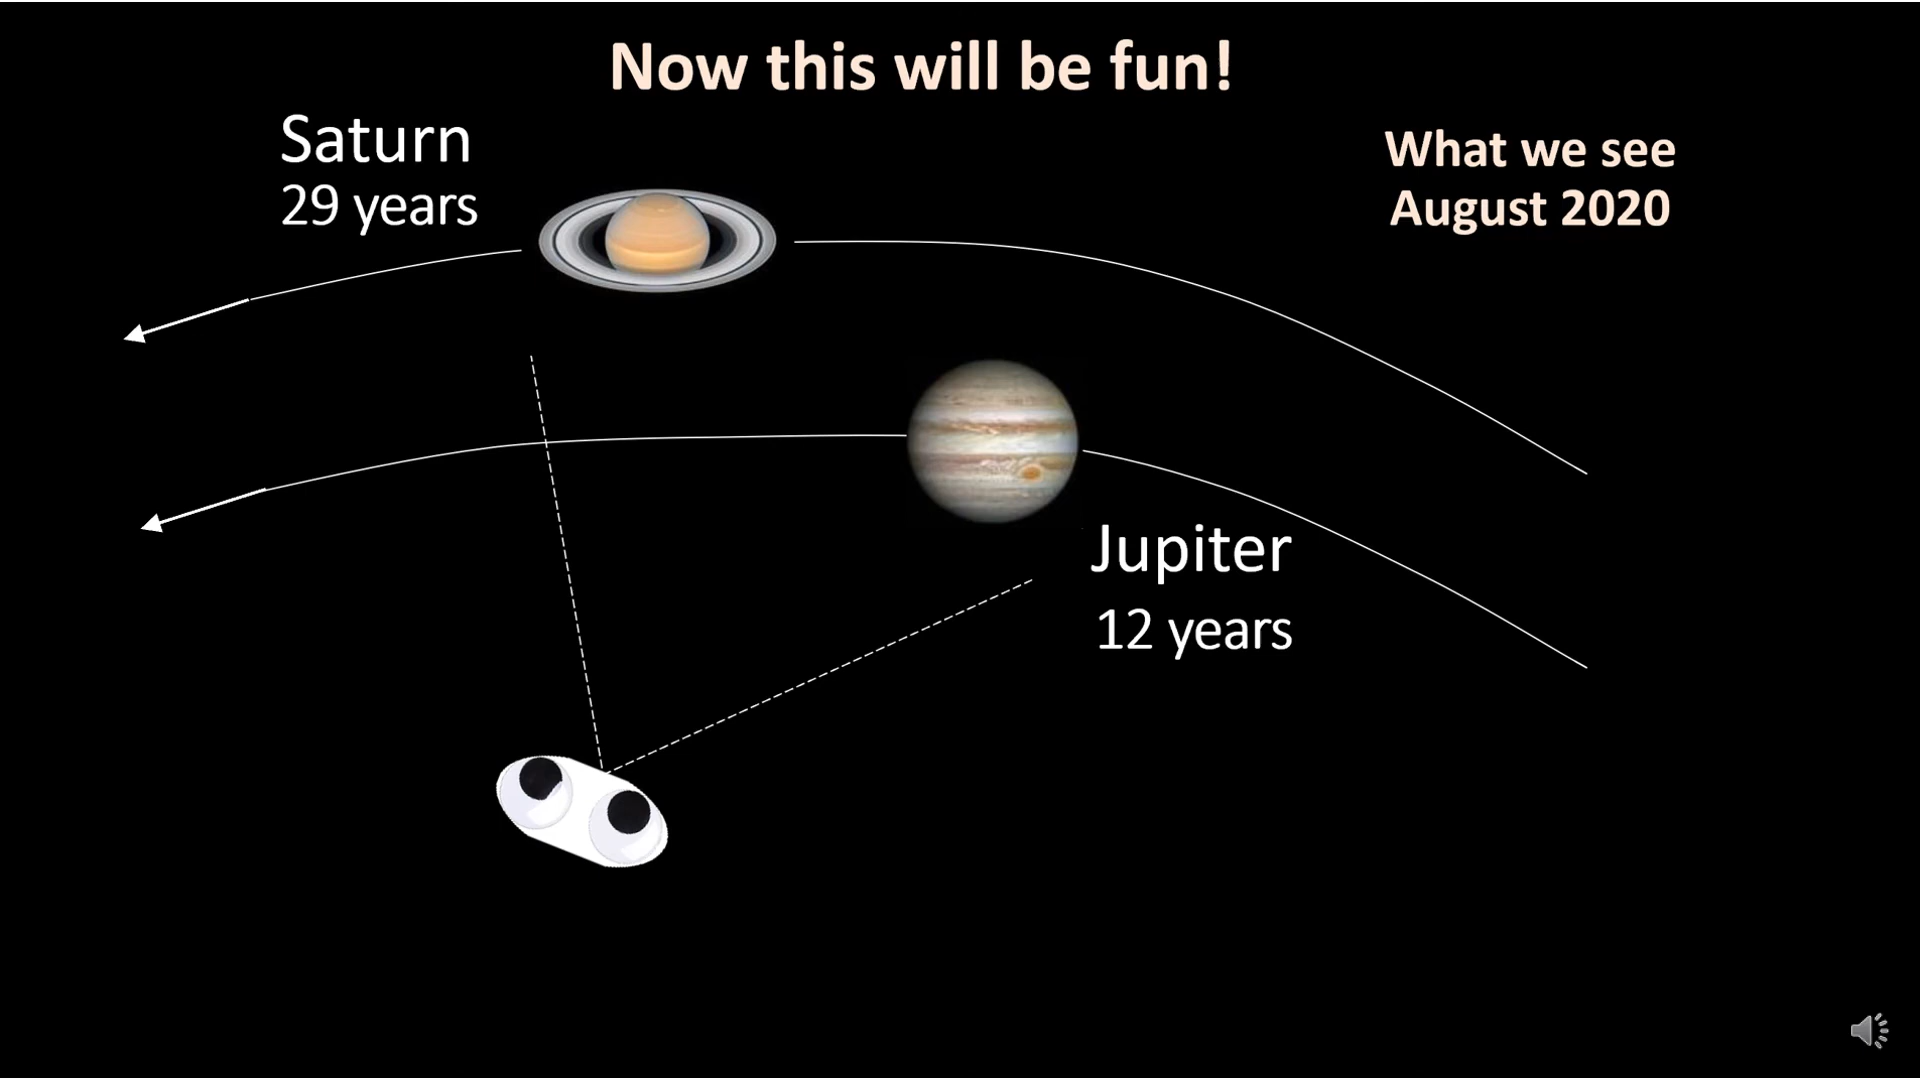 Now this will be fun!
Saturn
29 years
What we see
August 2020
Jupiter
12 years